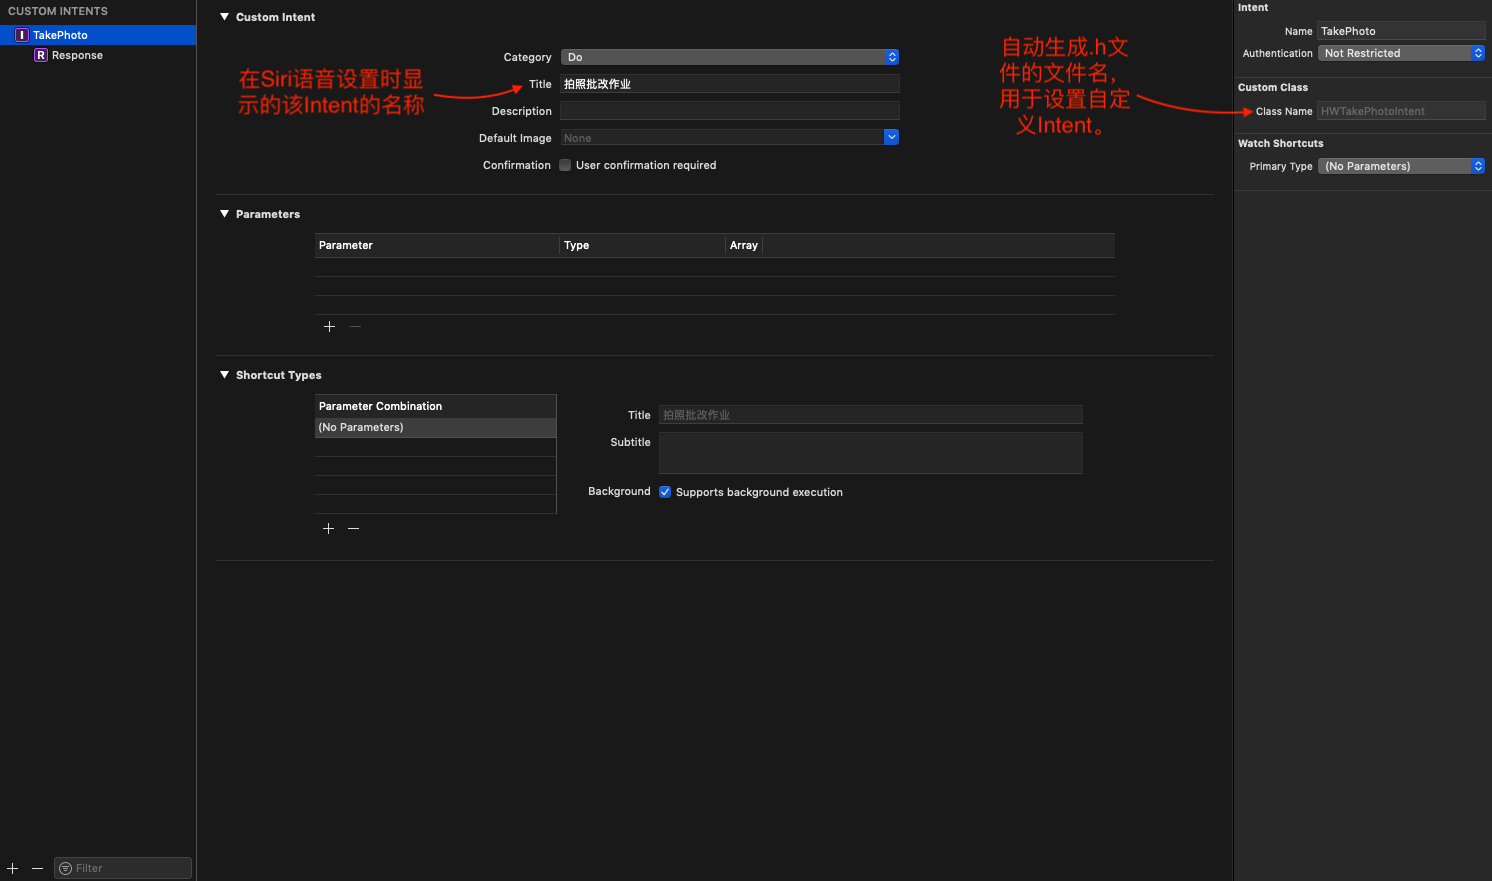 CUSTOM INTENTS
I TakePhoto
R Response
Filter
Custom Intent
Category Do
Title 拍照批改作业
Description
Default Image None
Confirmation User confirmation required
在Siri语音设置时显
示的该Intent的名称
Parameters
Parameter Type Array
Shortcut Types
Parameter Combination
(No Parameters)
Title 拍照批改作业
Subtitle
Background Supports background execution
自动生成.h文
件的文件名，
用于设置自定
义Intent。
Intent
Name TakePhoto
Authentication Not Restricted
Custom Class
Class Name HWTakePhotoIntent
Watch Shortcuts
Primary Type (No Parameters)